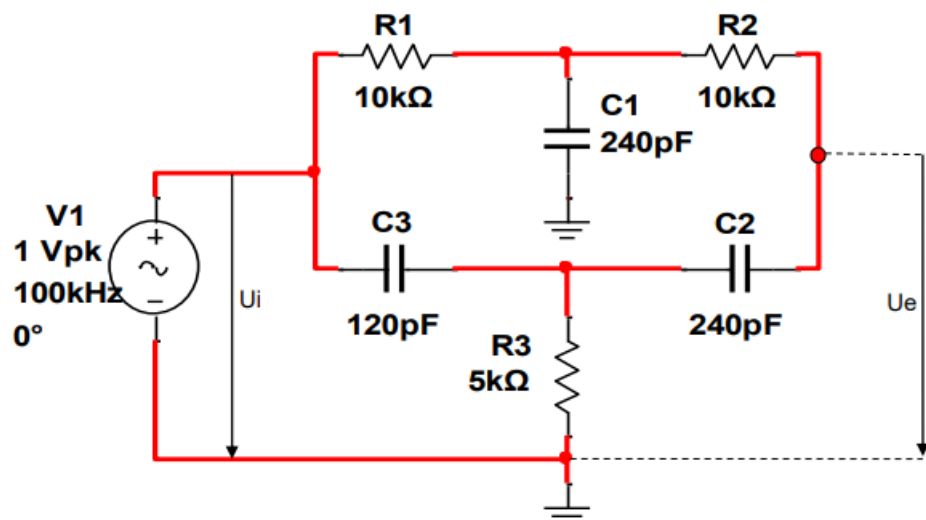 R1
10kΩ
R2
10kΩ
C1
240pF
V1
1 Vpk
100kHz
0°
Ui
C3
120pF
C2
240pF
R3
5kΩ
Ue